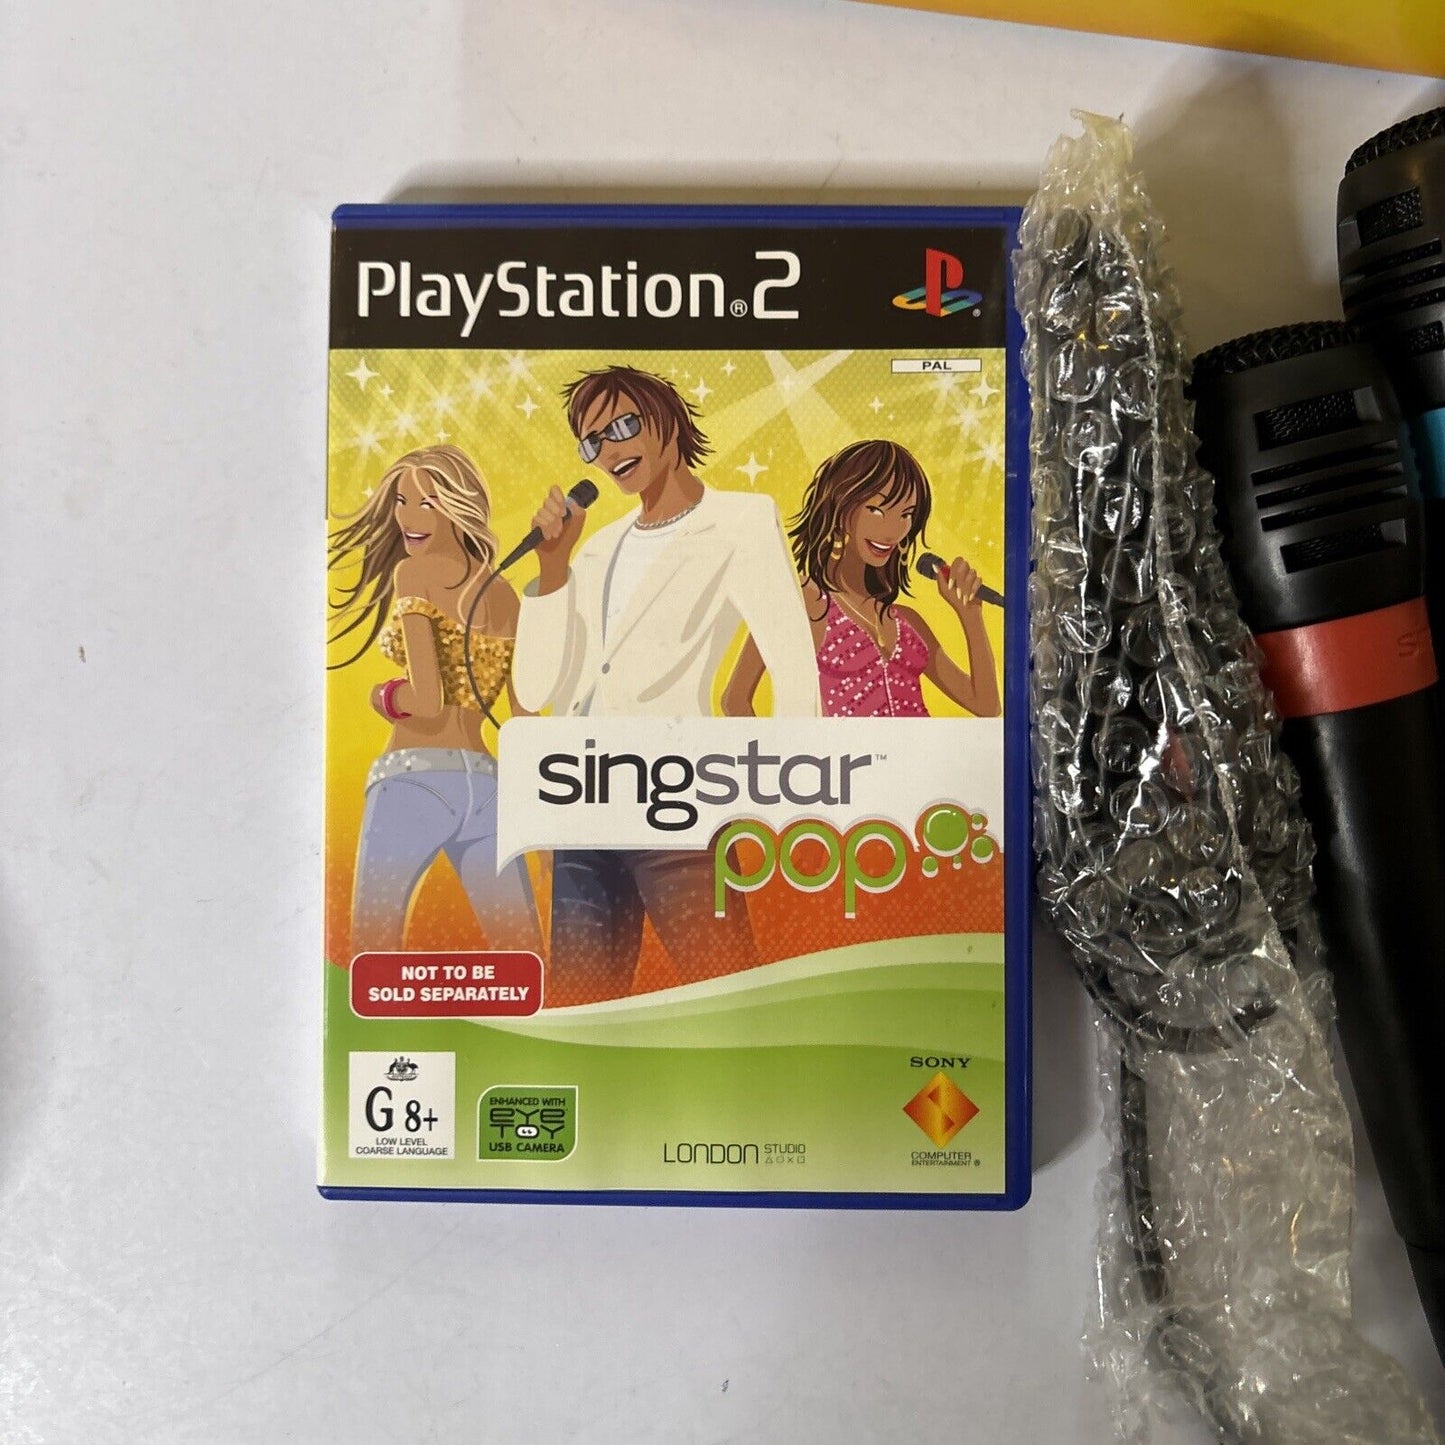 PlayStation®2
®
PAL
singstar™
pop
NOT TO BE
SOLD SEPARATELY
G 8+
LOW LEVEL
COARSE LANGUAGE
ENHANCED WITH
EYE
TOY™
USB CAMERA
LONDON STUDIO
SONY
COMPUTER
ENTERTAINMENT®